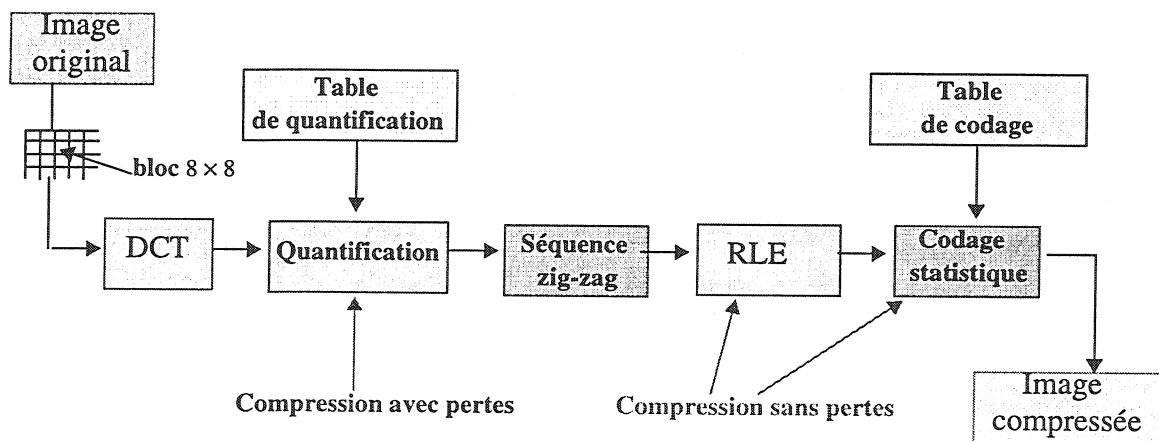 Image
original
Table
de quantification
Table
de codage
bloc 8 × 8
DCT
Quantification
Séquence
zig-zag
RLE
Codage
statistique
Compression avec pertes
Compression sans pertes
Image
compressée